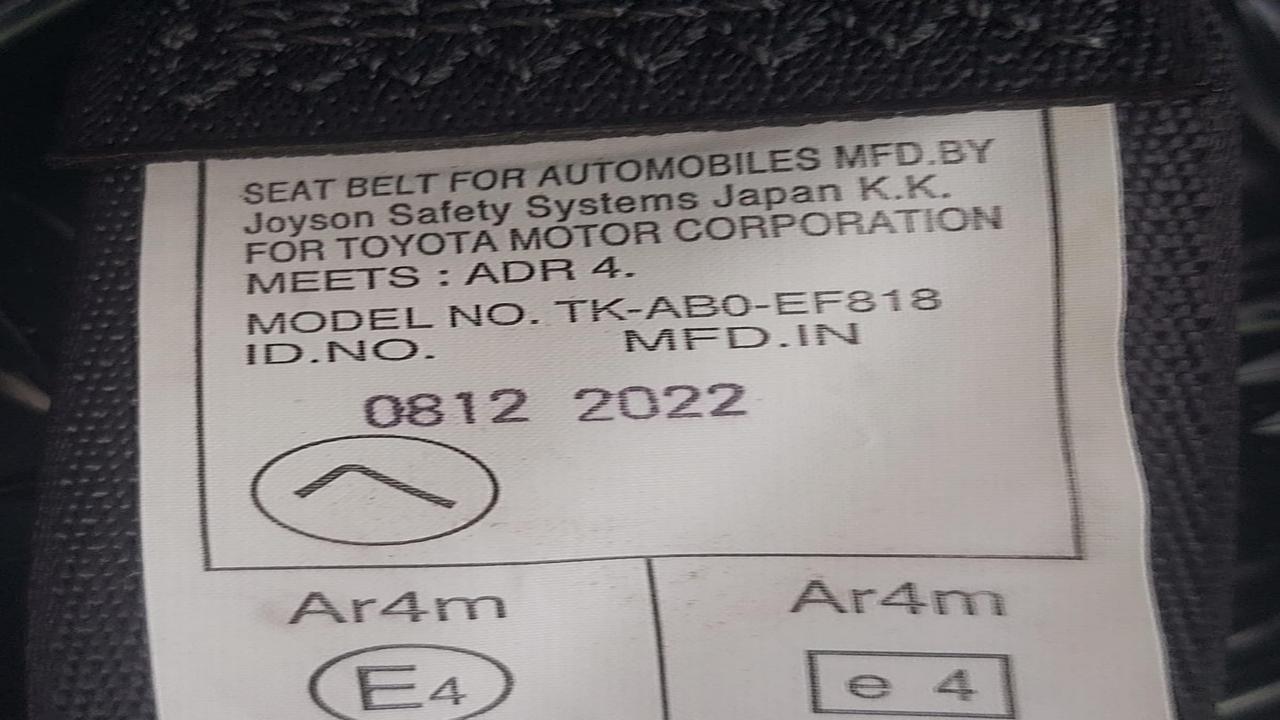 SEAT BELT FOR AUTOMOBILES MFD.BY
Joyson Safety Systems Japan K.K.
FOR TOYOTA MOTOR CORPORATION
MEETS : ADR 4.
MODEL NO. TK-AB0-EF818
ID.NO. MFD.IN
0812 2022
Ar4m Ar4m
E4 e 4